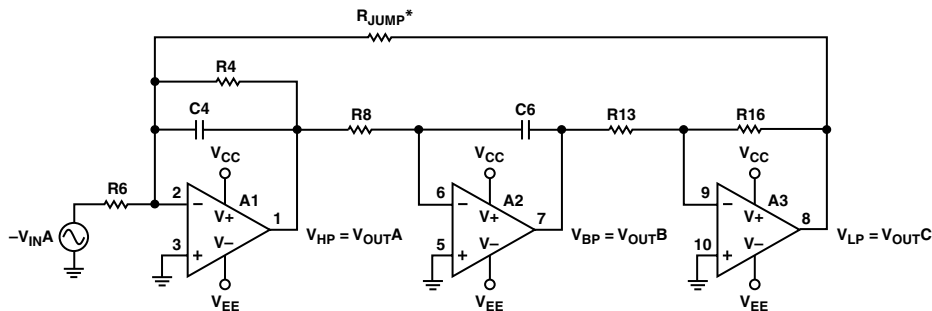 RJUMP*
R4
C4
R8
C6
R13
R16
VCC
VCC
VCC
R6
2
–
V+
A1
1
6
–
V+
A2
7
9
–
V+
A3
8
–VINA
3
+
V–
VHP = VOUTA
5
+
V–
VBP = VOUTB
10
+
V–
VLP = VOUTC
VEE
VEE
VEE